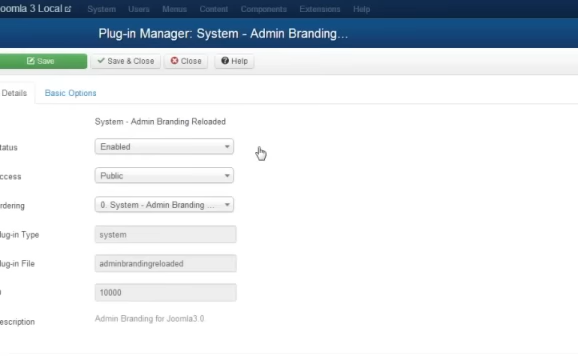 oomla 3 Local System Users Menus Content Components Extensions Help
Plug-in Manager: System - Admin Branding...
Save Save & Close Close Help
Details Basic Options
System - Admin Branding Reloaded
tatus Enabled
ccess Public
rdering 0. System - Admin Branding ...
lug-in Type system
lug-in File adminbrandingreloaded
10000
escription Admin Branding for Joomla3.0